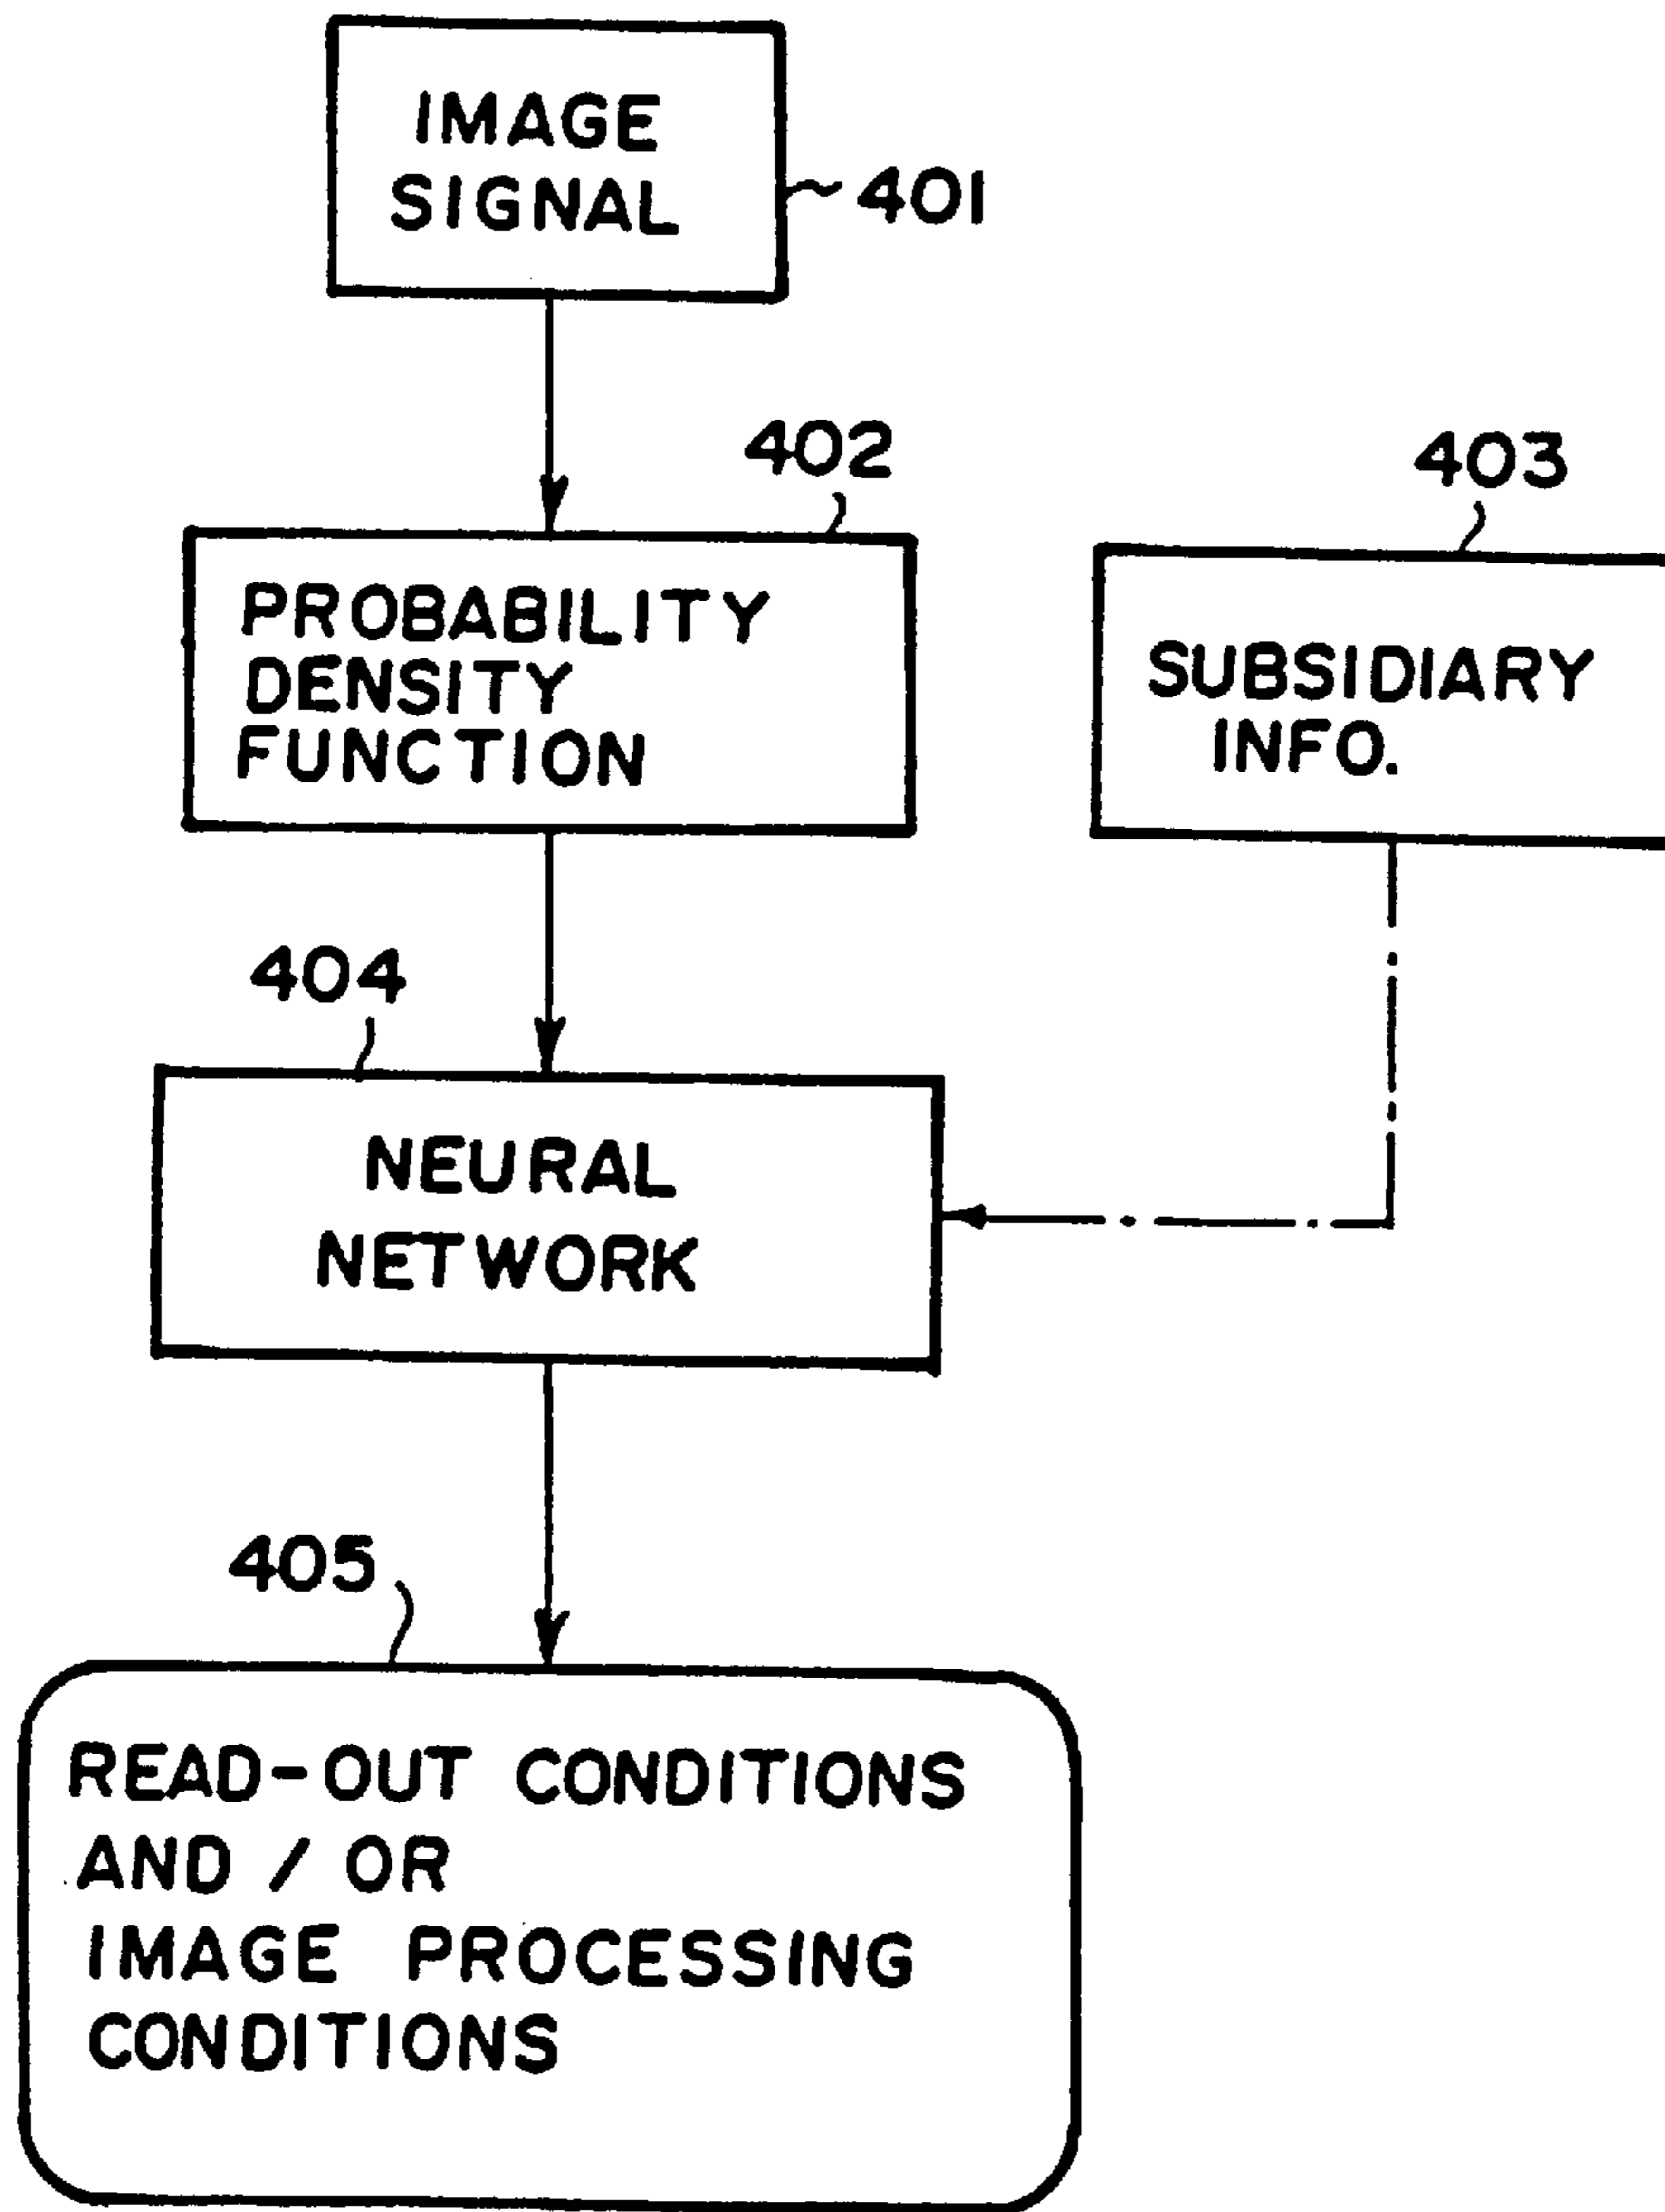 IMAGE
SIGNAL
401
402
403
PROBABILITY
DENSITY
FUNCTION
SUBSIDIARY
INFO.
404
NEURAL
NETWORK
405
READ-OUT CONDITIONS
AND / OR
IMAGE PROCESSING
CONDITIONS